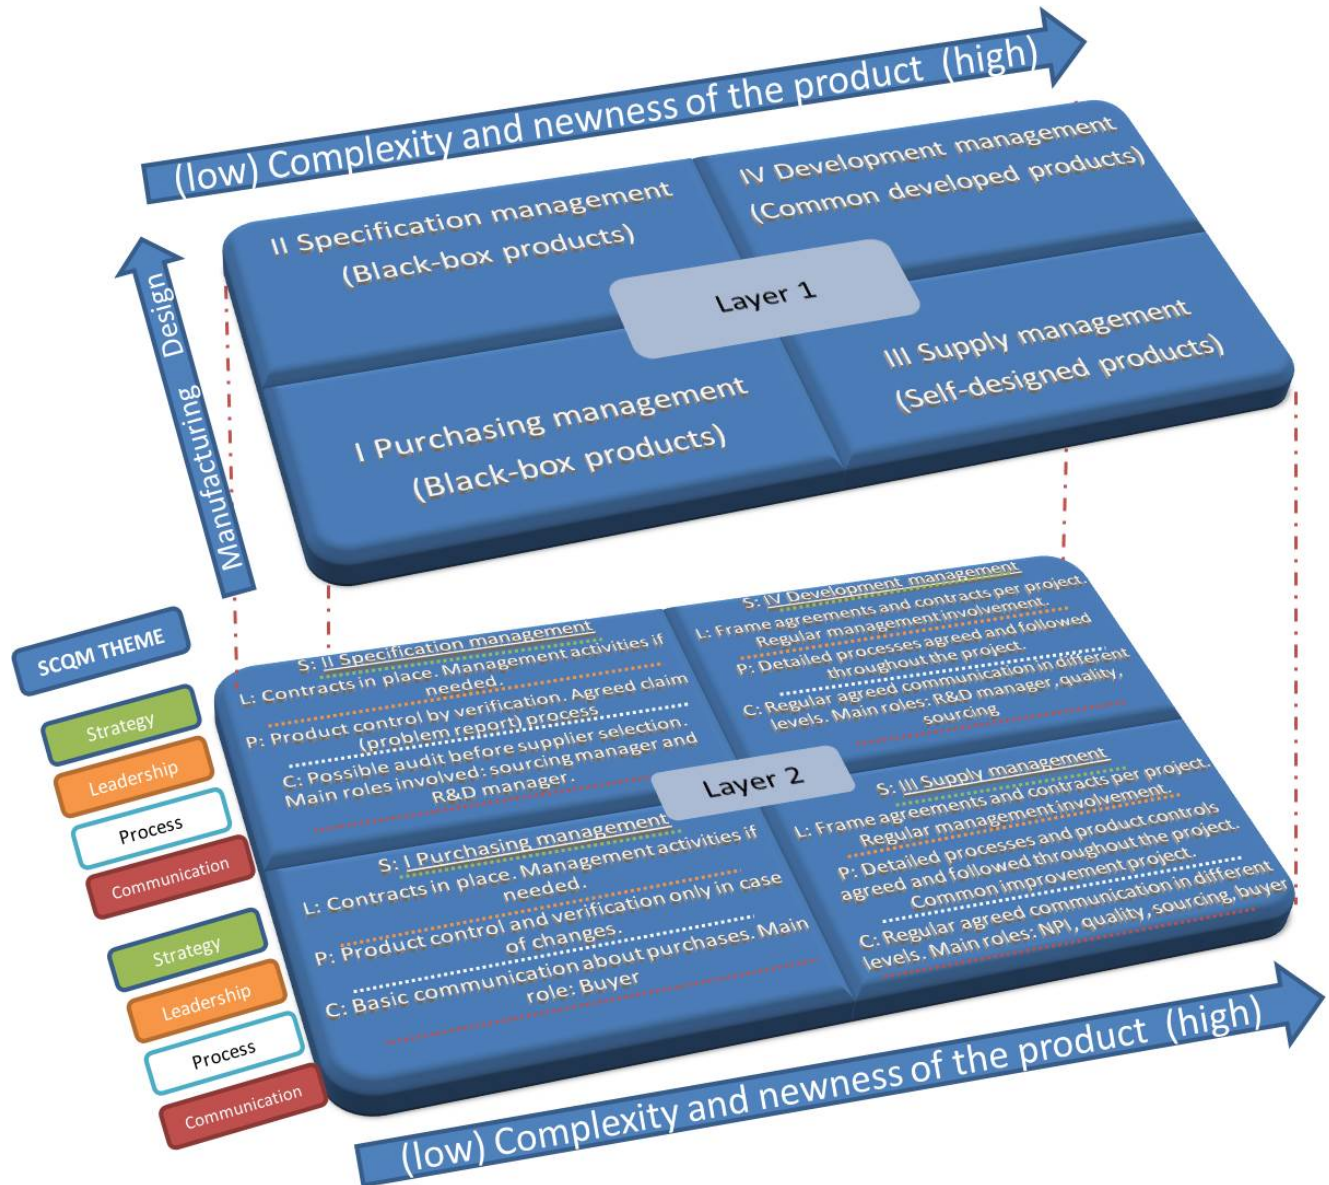 (low) Complexity and newness of the product (high)
Manufacturing Design
II Specification management
(Black-box products)
IV Development management
(Common developed products)
Layer 1
I Purchasing management
(Black-box products)
III Supply management
(Self-designed products)
SCQM THEME
Strategy
Leadership
Process
Communication
Strategy
Leadership
Process
Communication
S: II Specification management
L: Contracts in place. Management activities if
needed.
P: Product control by verification. Agreed claim
(problem report) process
C: Possible audit before supplier selection.
Main roles involved: sourcing manager and
R&D manager.
S: IV Development management
L: Frame agreements and contracts per project.
Regular management involvement.
P: Detailed processes agreed and followed
throughout the project.
C: Regular agreed communication in different
levels. Main roles: R&D manager, quality,
sourcing
Layer 2
S: I Purchasing management
L: Contracts in place. Management activities if
needed.
P: Product control and verification only in case
of changes.
C: Basic communication about purchases. Main
role: Buyer
S: III Supply management
L: Frame agreements and contracts per project.
Regular management involvement.
P: Detailed processes and product controls
agreed and followed throughout the project.
Common improvement project.
C: Regular agreed communication in different
levels. Main roles: NPI, quality, sourcing, buyer
(low) Complexity and newness of the product (high)